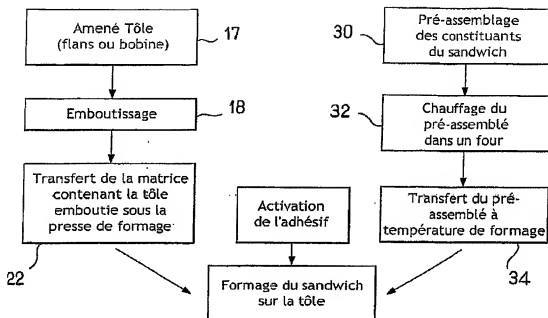 Amené Tôle
(flans ou bobine)
17
Emboutissage
18
Transfert de la matrice
contenant la tôle
emboutie sous la
presse de formage
22
Activation
de l'adhésif
30
Pré-assemblage
des constituants
du sandwich
32
Chauffage du
pré-assemblé
dans un four
Transfert du pré-
assemblé à
température de formage
34
Formage du sandwich
sur la tôle